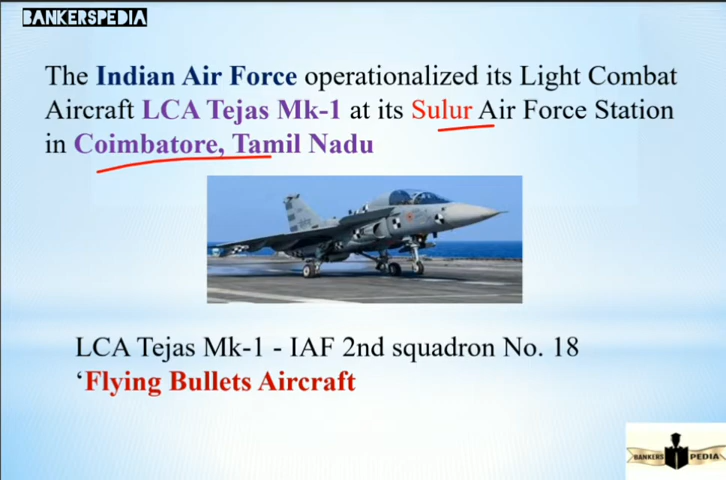 BANKERSPEDIA
The Indian Air Force operationalized its Light Combat
Aircraft LCA Tejas Mk-1 at its Sulur Air Force Station
in Coimbatore, Tamil Nadu
LCA Tejas Mk-1 - IAF 2nd squadron No. 18
‘Flying Bullets Aircraft
BANKERS PEDIA